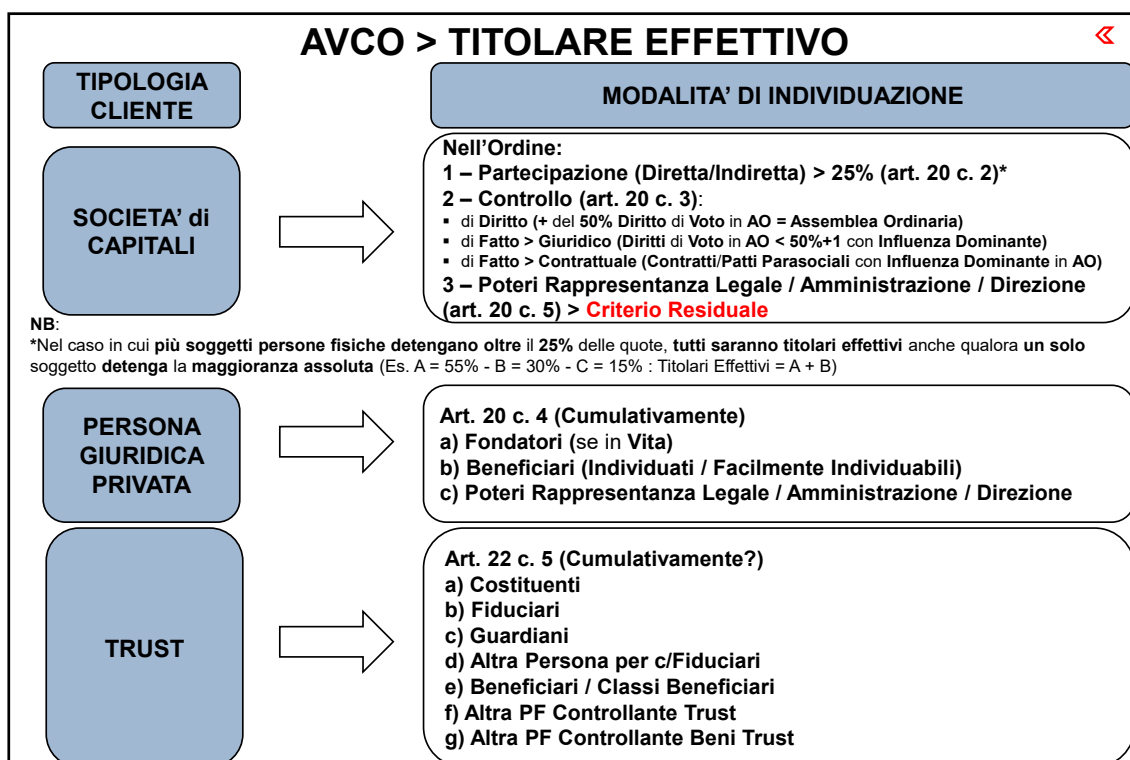 AVCO > TITOLARE EFFETTIVO
TIPOLOGIA
CLIENTE
MODALITA’ DI INDIVIDUAZIONE
SOCIETA’ di
CAPITALI
Nell’Ordine:
1 – Partecipazione (Diretta/Indiretta) > 25% (art. 20 c. 2)*
2 – Controllo (art. 20 c. 3):
▪ di Diritto (+ del 50% Diritto di Voto in AO = Assemblea Ordinaria)
▪ di Fatto > Giuridico (Diritti di Voto in AO < 50%+1 con Influenza Dominante)
▪ di Fatto > Contrattuale (Contratti/Patti Parasociali con Influenza Dominante in AO)
3 – Poteri Rappresentanza Legale / Amministrazione / Direzione
(art. 20 c. 5) > Criterio Residuale
NB:
*Nel caso in cui più soggetti persone fisiche detengano oltre il 25% delle quote, tutti saranno titolari effettivi anche qualora un solo
soggetto detenga la maggioranza assoluta (Es. A = 55% - B = 30% - C = 15% : Titolari Effettivi = A + B)
PERSONA
GIURIDICA
PRIVATA
Art. 20 c. 4 (Cumulativamente)
a) Fondatori (se in Vita)
b) Beneficiari (Individuati / Facilmente Individuabili)
c) Poteri Rappresentanza Legale / Amministrazione / Direzione
TRUST
Art. 22 c. 5 (Cumulativamente?)
a) Costituenti
b) Fiduciari
c) Guardiani
d) Altra Persona per c/Fiduciari
e) Beneficiari / Classi Beneficiari
f) Altra PF Controllante Trust
g) Altra PF Controllante Beni Trust